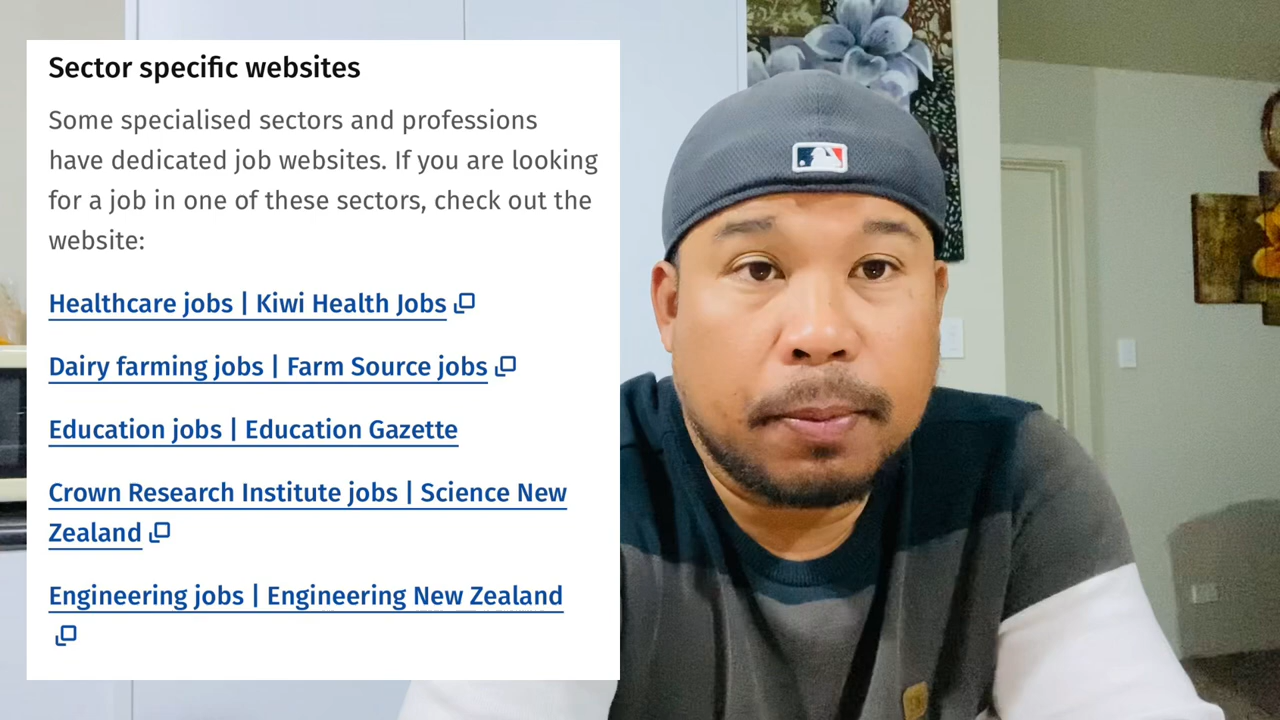 Sector specific websites
Some specialised sectors and professions
have dedicated job websites. If you are looking
for a job in one of these sectors, check out the
website:
Healthcare jobs | Kiwi Health Jobs
Dairy farming jobs | Farm Source jobs
Education jobs | Education Gazette
Crown Research Institute jobs | Science New
Zealand
Engineering jobs | Engineering New Zealand